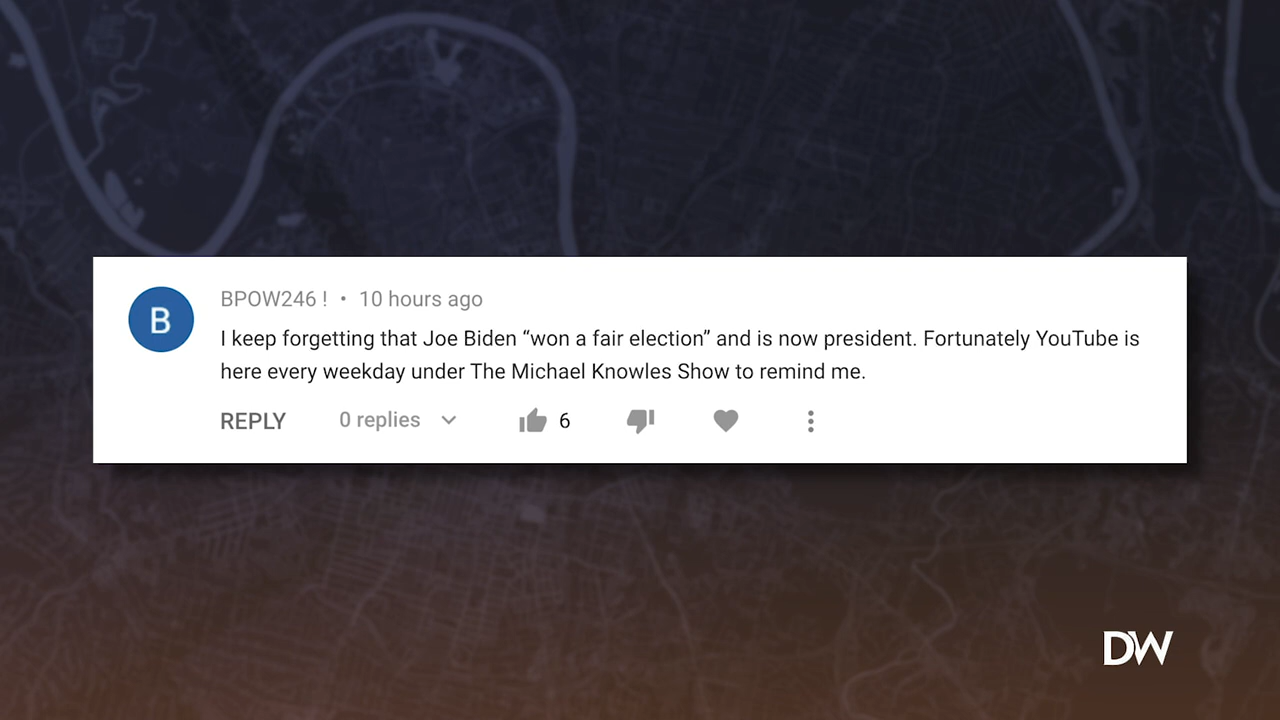 B
BPOW246 ! • 10 hours ago
I keep forgetting that Joe Biden “won a fair election” and is now president. Fortunately YouTube is
here every weekday under The Michael Knowles Show to remind me.
REPLY 0 replies 6
DW